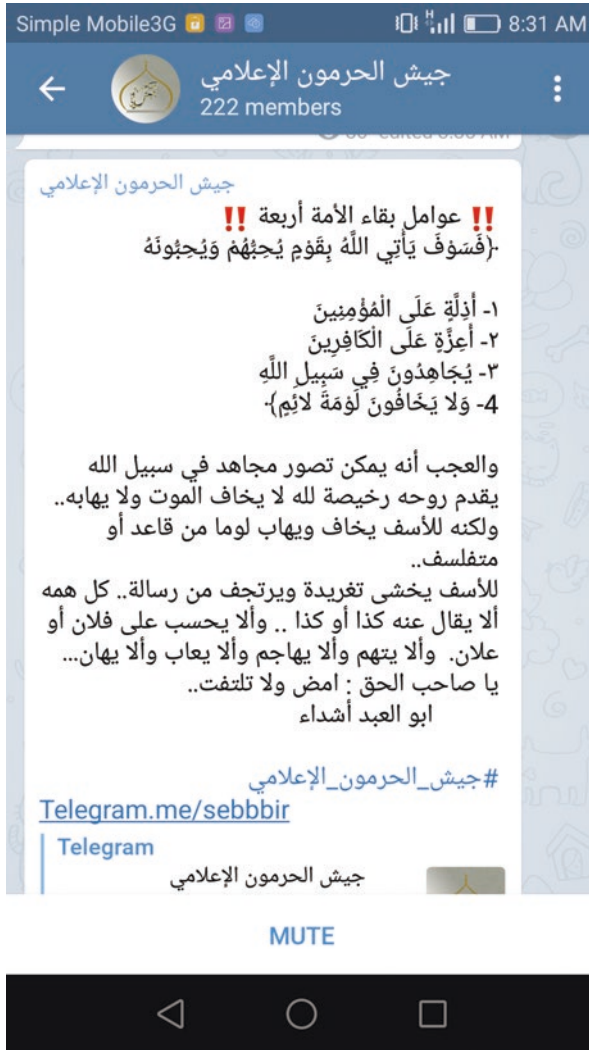 Simple Mobile3G 8:31 AM
جيش الحرمون الإعلامي
222 members
جيش الحرمون الإعلامي
‼️ عوامل بقاء الأمة أربعة ‼️
﴿فَسَوْفَ يَأْتِي اللَّهُ بِقَوْمٍ يُحِبُّهُمْ وَيُحِبُّونَهُ
١- أَذِلَّةٍ عَلَى الْمُؤْمِنِينَ
٢- أَعِزَّةٍ عَلَى الْكَافِرِينَ
٣- يُجَاهِدُونَ فِي سَبِيلِ اللَّهِ
4- وَلا يَخَافُونَ لَوْمَةَ لائِمٍ﴾
والعجب أنه يمكن تصور مجاهد في سبيل الله
يقدم روحه رخيصة لله لا يخاف الموت ولا يهابه..
ولكنه للأسف يخاف ويهاب لوما من قاعد أو
متفلسف..
للأسف يخشى تغريدة ويرتجف من رسالة.. كل همه
ألا يقال عنه كذا أو كذا .. وألا يحسب على فلان أو
علان. وألا يتهم وألا يهاجم وألا يعاب وألا يهان...
يا صاحب الحق : امض ولا تلتفت..
ابو العبد أشداء
#جيش_الحرمون_الإعلامي
Telegram.me/sebbbir
Telegram
جيش الحرمون الإعلامي
MUTE